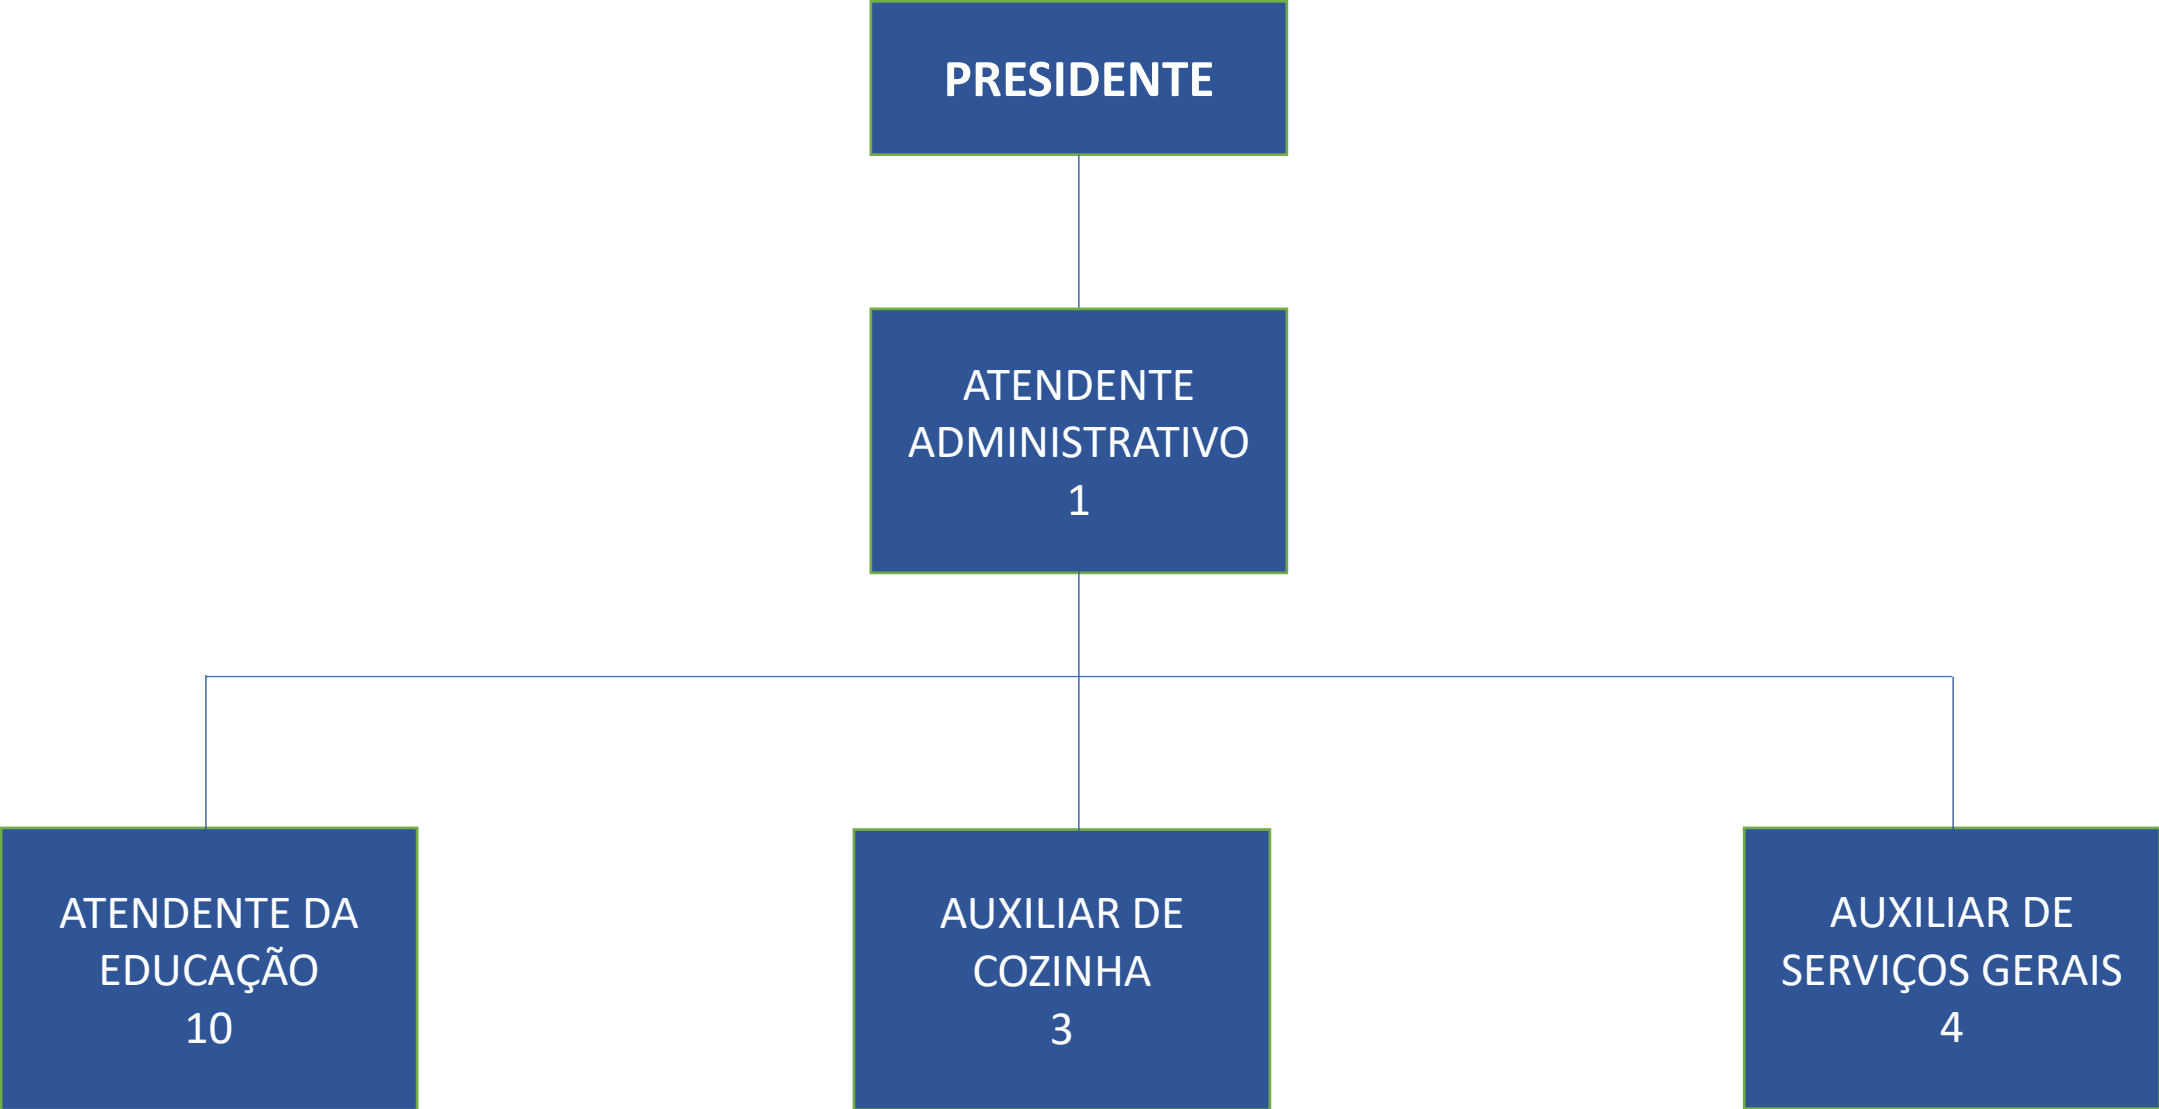 PRESIDENTE
ATENDENTE
ADMINISTRATIVO
1
ATENDENTE DA
EDUCAÇÃO
10
AUXILIAR DE
COZINHA
3
AUXILIAR DE
SERVIÇOS GERAIS
4